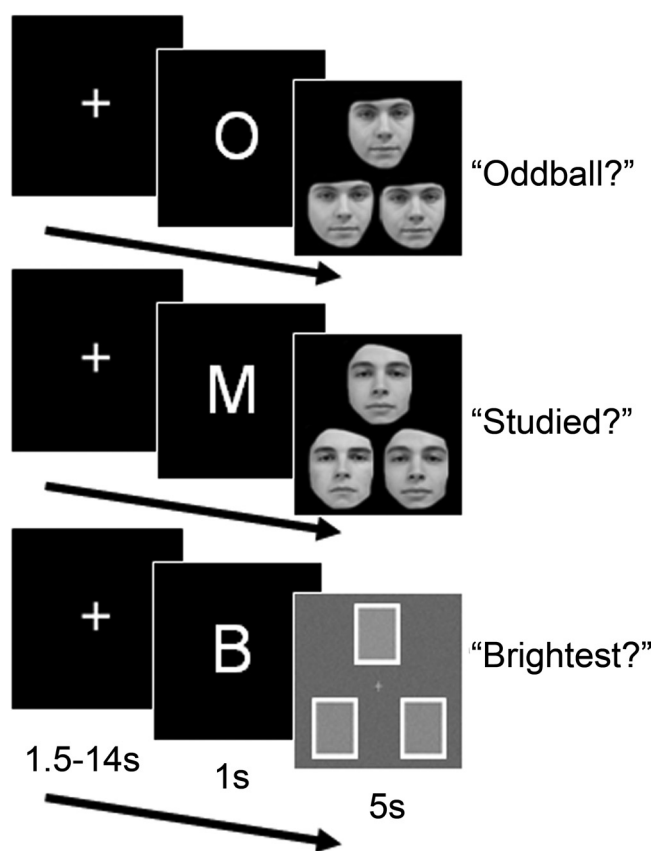 +
O
“Oddball?”
+
M
“Studied?”
+
B
“Brightest?”
1.5-14s
1s
5s